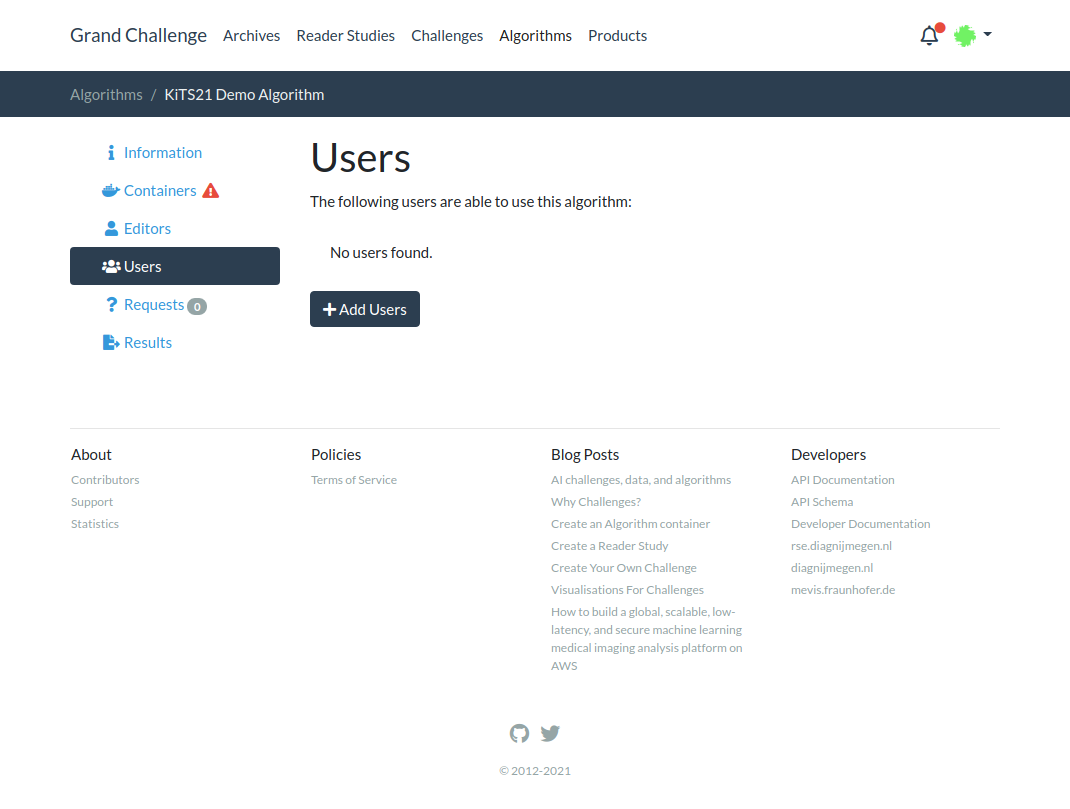 Grand Challenge Archives Reader Studies Challenges Algorithms Products
Algorithms / KiTS21 Demo Algorithm
Information
Containers
Editors
Users
Requests 0
Results
Users
The following users are able to use this algorithm:
No users found.
Add Users
About
Contributors
Support
Statistics
Policies
Terms of Service
Blog Posts
AI challenges, data, and algorithms
Why Challenges?
Create an Algorithm container
Create a Reader Study
Create Your Own Challenge
Visualisations For Challenges
How to build a global, scalable, low-
latency, and secure machine learning
medical imaging analysis platform on
AWS
Developers
API Documentation
API Schema
Developer Documentation
rse.diagnijmegen.nl
diagnijmegen.nl
mevis.fraunhofer.de
© 2012-2021